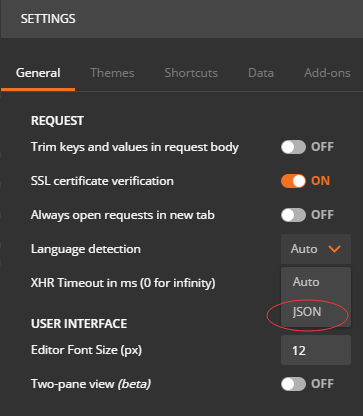 SETTINGS
General Themes Shortcuts Data Add-ons
REQUEST
Trim keys and values in request body OFF
SSL certificate verification ON
Always open requests in new tab OFF
Language detection Auto
XHR Timeout in ms (0 for infinity) Auto
JSON
USER INTERFACE
Editor Font Size (px) 12
Two-pane view (beta) OFF